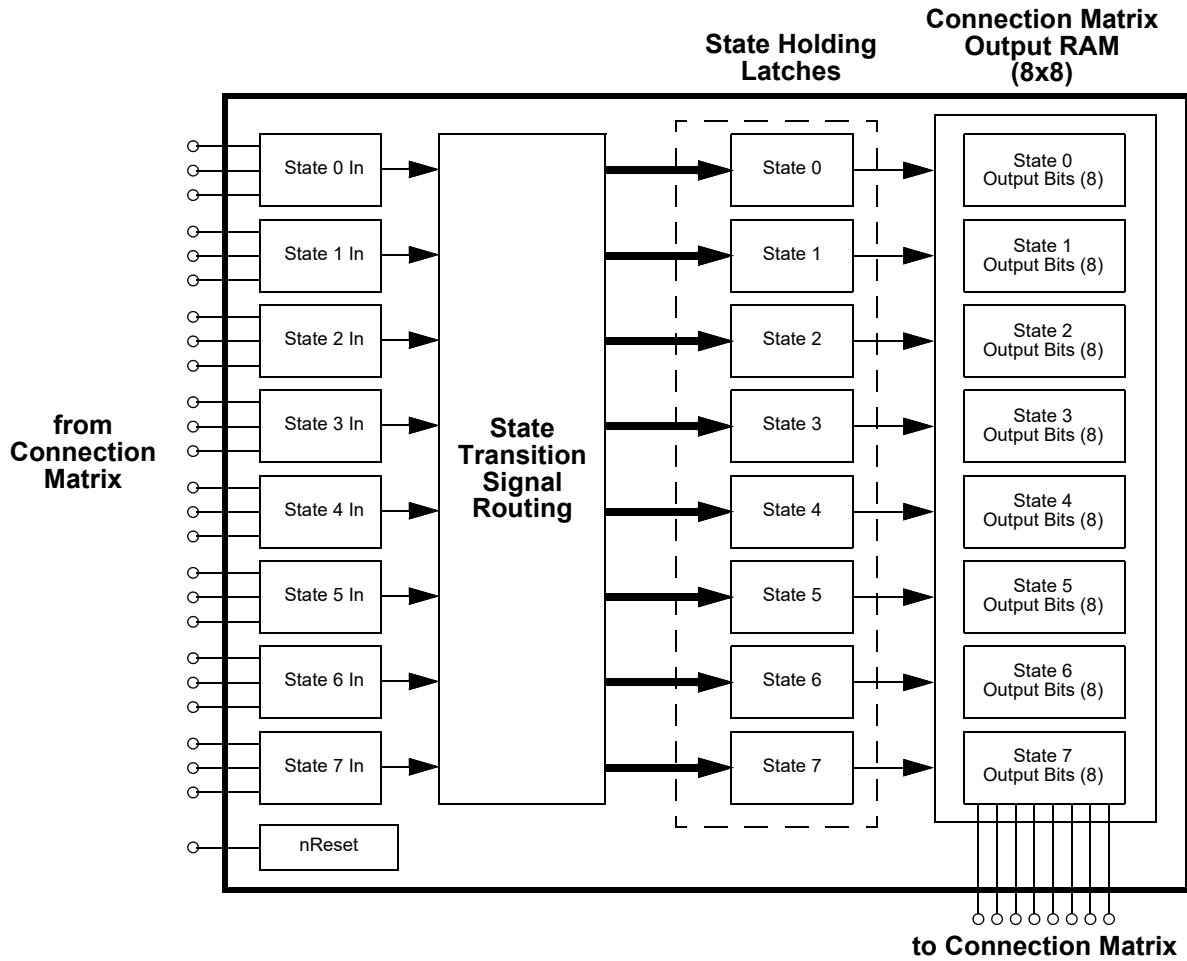 Connection Matrix
Output RAM
(8x8)
State Holding
Latches
from
Connection
Matrix
State 0 In
State 1 In
State 2 In
State 3 In
State 4 In
State 5 In
State 6 In
State 7 In
nReset
State
Transition
Signal
Routing
State 0
State 1
State 2
State 3
State 4
State 5
State 6
State 7
State 0
Output Bits (8)
State 1
Output Bits (8)
State 2
Output Bits (8)
State 3
Output Bits (8)
State 4
Output Bits (8)
State 5
Output Bits (8)
State 6
Output Bits (8)
State 7
Output Bits (8)
to Connection Matrix